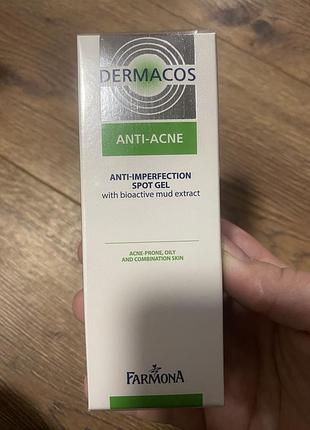 DERMACOS
ANTI-ACNE
ANTI-IMPERFECTION
SPOT GEL
with bioactive mud extract
ACNE-PRONE, OILY
AND COMBINATION SKIN
FARMONA